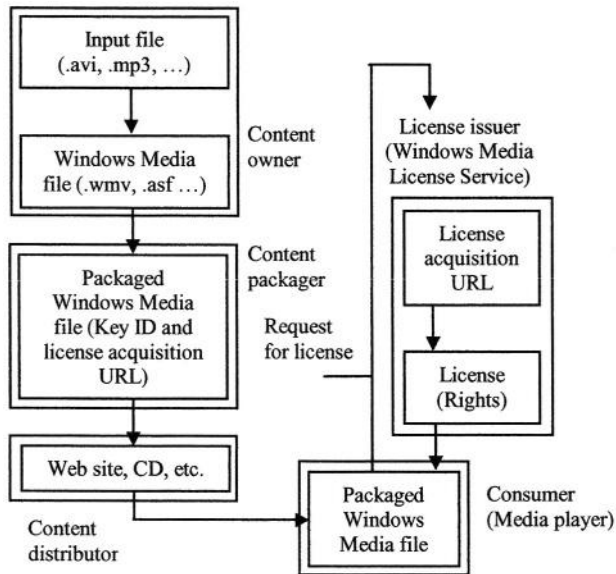 Input file
(.avi, .mp3, …)
Windows Media
file (.wmv, .asf …)
Content
owner
Content
packager
Packaged
Windows Media
file (Key ID and
license acquisition
URL)
Web site, CD, etc.
Content
distributor
Request
for license
License issuer
(Windows Media
License Service)
License
acquisition
URL
License
(Rights)
Packaged
Windows
Media file
Consumer
(Media player)